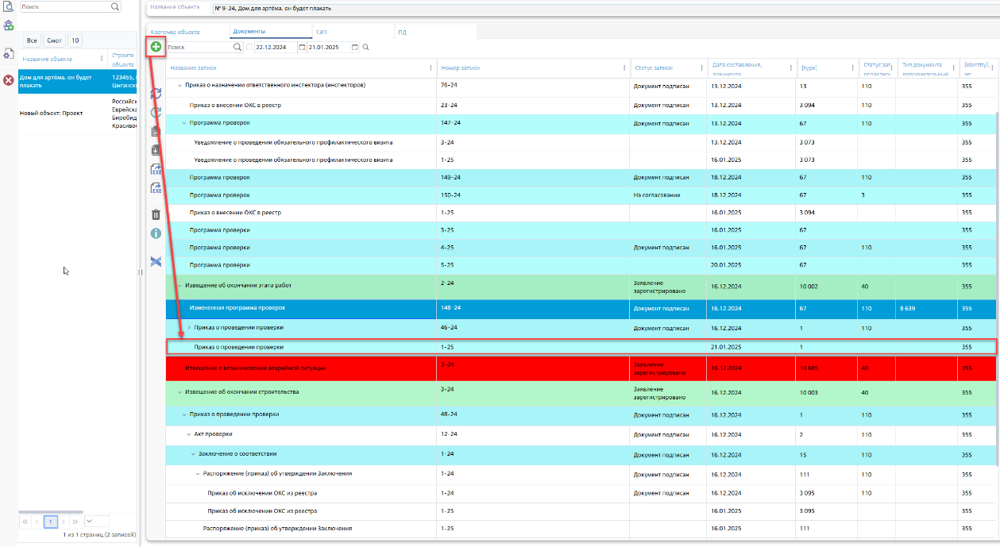 Поиск
Название объекта
№ 9-24, Дом для артёма. он будет плакать
Все
Смот
10
Название объекта
Строите
объекта
Дом для артёма. он будет
плакать
123455,
Цыганск
Новый объект: Проект
Российск
Еврейска
Биробид
Красивое
1
1 из 1 страниц (2 записей)
Карточка объекта
Документы
ТЭП
ПД
Поиск
22.12.2024
21.01.2025
EXE
EXE
Название записи
Номер записи
Статус записи
Дата составления,
документа
[type]
Статус заг
Тип документа
дополнительный
[identity],
не
Приказ о назначении ответственного инспектора (инспекторов) 76-24 Документ подписан 13.12.2024 13 110 355
Приказ о внесении ОКС в реестр 23-24 Документ подписан 13.12.2024 3 094 110 355
Программа проверок 147-24 Документ подписан 13.12.2024 67 110 355
Уведомление о проведении обязательного профилактического визита 3-24 13.12.2024 3 073 355
Уведомление о проведении обязательного профилактического визита 1-25 16.01.2025 3 073 355
Программа проверок 149-24 Документ подписан 18.12.2024 67 110 355
Программа проверок 150-24 На согласовании 18.12.2024 67 3 355
Приказ о внесении ОКС в реестр 1-25 16.01.2025 3 094 355
Программа проверок 3-25 16.01.2025 67 355
Программа проверок 4-25 Документ подписан 16.01.2025 67 110 355
Программа проверок 5-25 20.01.2025 67 355
Извещение об окончании этапа работ 2-24 Заявление
зарегистрировано 16.12.2024 10 002 40 355
Измененная программа проверок 148-24 Документ подписан 16.12.2024 67 110 8 639 355
Приказ о проведении проверки 46-24 Документ подписан 16.12.2024 1 110 355
Приказ о проведении проверки 1-25 21.01.2025 1 355
Извещение о возникновении аварийной ситуации 3-24 Заявление
зарегистрировано 16.12.2024 10 685 40 355
Извещение об окончании строительства 3-24 Заявление
зарегистрировано 16.12.2024 10 003 40 355
Приказ о проведении проверки 48-24 Документ подписан 16.12.2024 1 110 355
Акт проверки 12-24 Документ подписан 16.12.2024 2 110 355
Заключение о соответствии 1-24 Документ подписан 16.12.2024 15 110 355
Распоряжение (приказ) об утверждении Заключения 1-24 Документ подписан 16.12.2024 111 110 355
Приказ об исключении ОКС из реестра 1-24 Документ подписан 16.12.2024 3 095 110 355
Приказ об исключении ОКС из реестра 1-25 16.01.2025 3 095 355
Распоряжение (приказ) об утверждении Заключения 1-25 16.01.2025 111 355